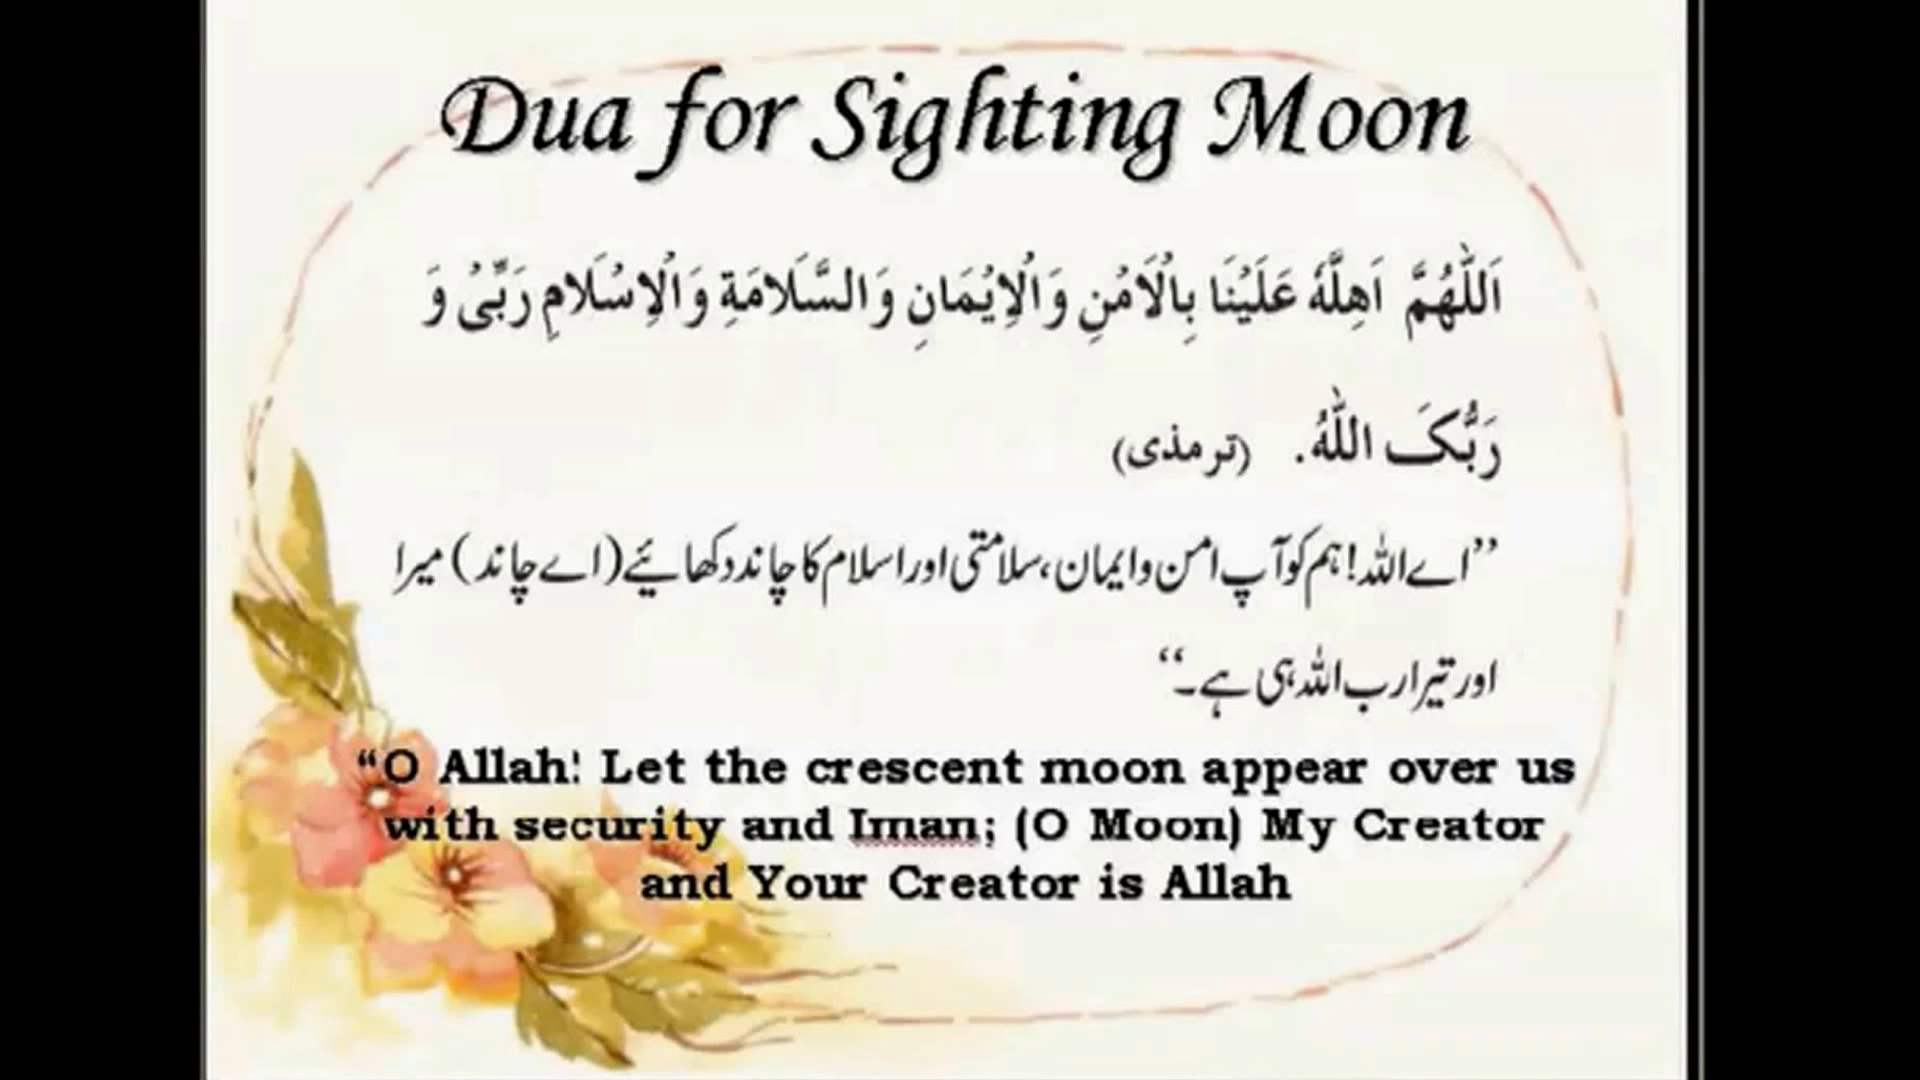 Dua for Sighting Moon
اَللّٰهُمَّ اَهِلَّهٗ عَلَيْنَا بِالْاَمْنِ وَالْاِيْمَانِ وَالسَّلَامَةِ وَالْاِسْلَامِ رَبِّیْ وَ
رَبُّکَ اللّٰهُ. (ترمذی)
’’اے اللہ! ہم کو آپ امن و ایمان، سلامتی اور اسلام کا چاند دکھائیے (اے چاند) میرا
اور تیرا رب اللہ ہی ہے۔‘‘
“O Allah! Let the crescent moon appear over us
with security and Iman; (O Moon) My Creator
and Your Creator is Allah